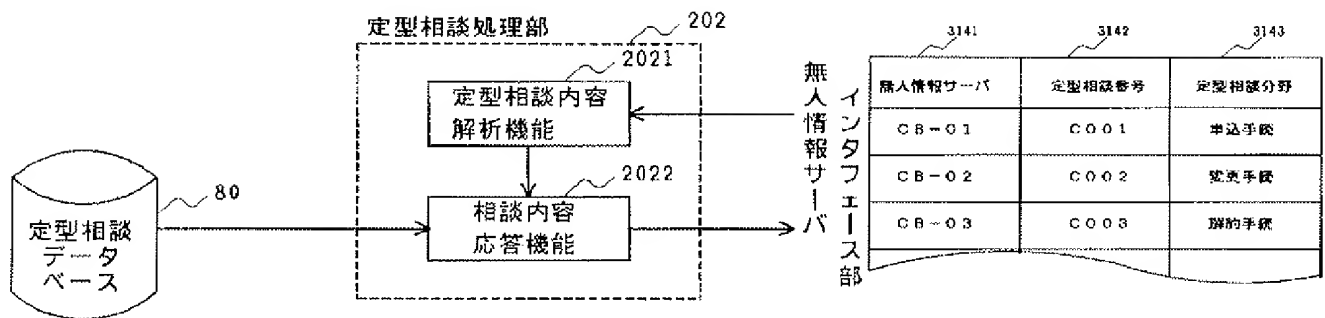 定型相談処理部
202
2021
定型相談内容
解析機能
2022
相談内容
応答機能
80
定型相談
データ
ベース
無人情報サーバ
インタフェース部
3141 3142 3143
無人情報サーバ 定型相談番号 定型相談分野
CB-01 C001 申込手続
CB-02 C002 変更手続
CB-03 C003 解約手続